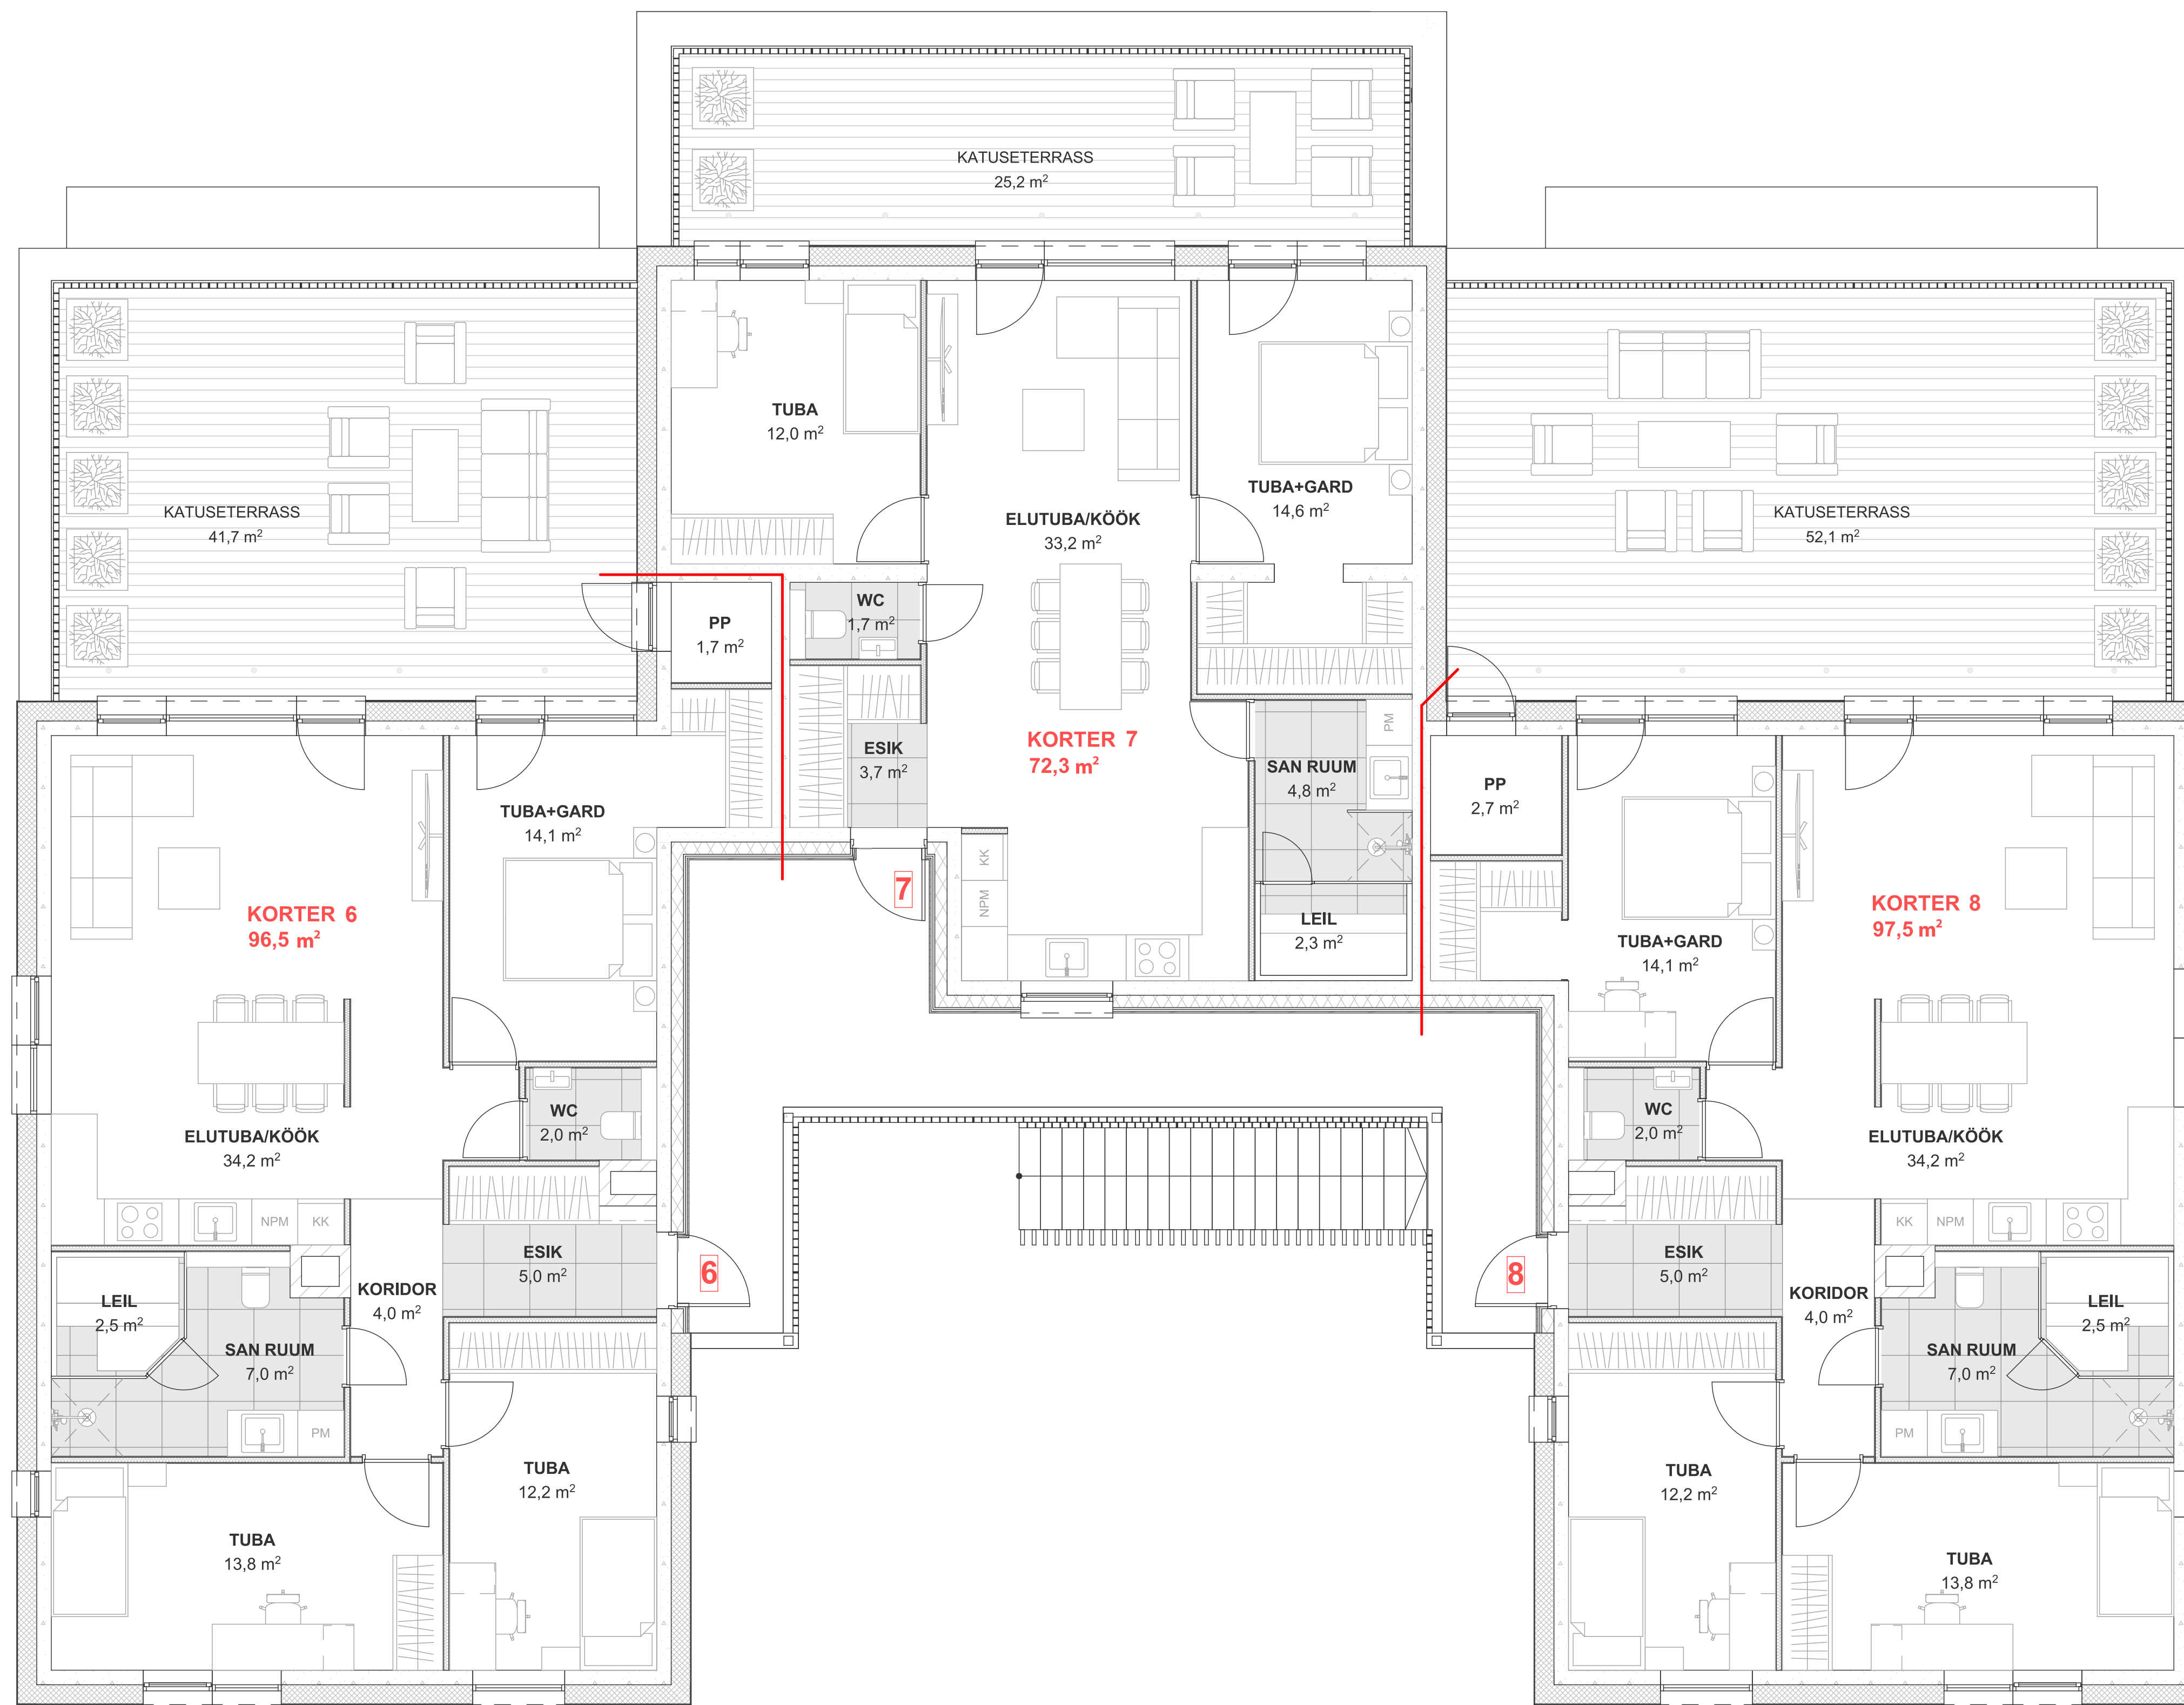 KATUSETERRASS
25,2 m²
KATUSETERRASS
41,7 m²
TUBA
12,0 m²
ELUTUBA/KÖÖK
33,2 m²
TUBA+GARD
14,6 m²
KATUSETERRASS
52,1 m²
PP
1,7 m²
WC
1,7 m²
ESIK
3,7 m²
KORTER 7
72,3 m²
SAN RUUM
4,8 m²
PM
LEIL
2,3 m²
KK
NPM
7
PP
2,7 m²
KORTER 6
96,5 m²
TUBA+GARD
14,1 m²
WC
2,0 m²
ELUTUBA/KÖÖK
34,2 m²
NPM
KK
ESIK
5,0 m²
6
KORIDOR
4,0 m²
LEIL
2,5 m²
SAN RUUM
7,0 m²
PM
TUBA
12,2 m²
TUBA
13,8 m²
KORTER 8
97,5 m²
TUBA+GARD
14,1 m²
WC
2,0 m²
ELUTUBA/KÖÖK
34,2 m²
KK
NPM
8
ESIK
5,0 m²
KORIDOR
4,0 m²
LEIL
2,5 m²
SAN RUUM
7,0 m²
PM
TUBA
12,2 m²
TUBA
13,8 m²